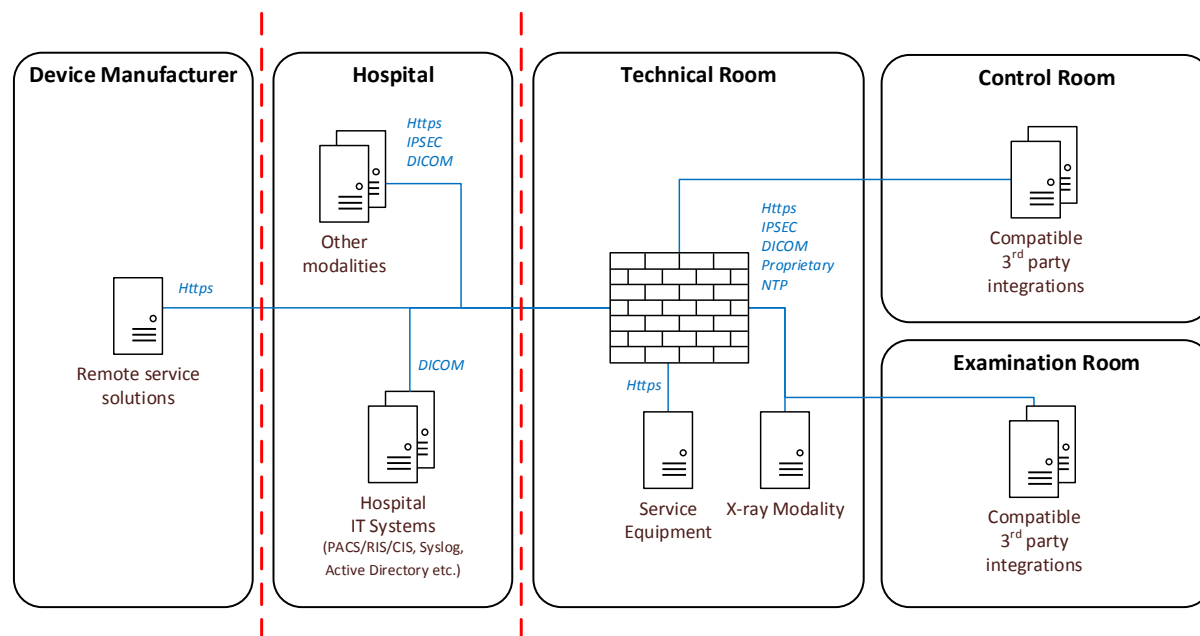 Device Manufacturer
Https
Remote service
solutions
Hospital
Https
IPSEC
DICOM
Other
modalities
DICOM
Hospital
IT Systems
(PACS/RIS/CIS, Syslog,
Active Directory etc.)
Technical Room
Https
IPSEC
DICOM
Proprietary
NTP
Https
Service
Equipment
X-ray Modality
Control Room
Compatible
3rd party
integrations
Examination Room
Compatible
3rd party
integrations